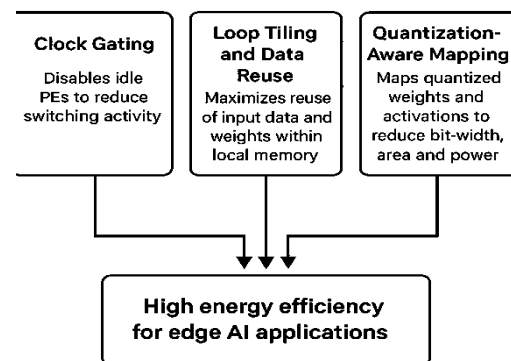 Clock Gating
Disables idle
PEs to reduce
switching activity
Loop Tiling
and Data
Reuse
Maximizes reuse
of input data and
weights within
local memory
Quantization-
Aware Mapping
Maps quantized
weights and
activations to
reduce bit-width,
area and power
High energy efficiency
for edge AI applications